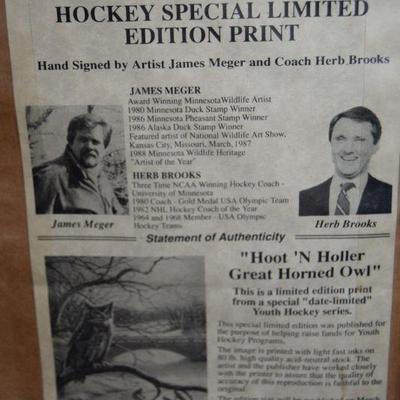 HOCKEY SPECIAL LIMITED
EDITION PRINT
Hand Signed by Artist James Meger and Coach Herb Brooks
JAMES MEGER
Award Winning Minnesota Wildlife Artist
1980 Minnesota Duck Stamp Winner
1986 Minnesota Pheasant Stamp Winner
1986 Alaska Duck Stamp Winner
Featured artist of National Wildlife Art Show,
Kansas City, Missouri, March, 1987
1988 Minnesota Wildlife Heritage
"Artist of the Year"
HERB BROOKS
Three Time NCAA Winning Hockey Coach -
University of Minnesota
1980 Coach - Gold Medal USA Olympic Team
1982 NHL Hockey Coach of the Year
1964 and 1968 Member - USA Olympic
Hockey Teams
James Meger
Herb Brooks
Statement of Authenticity
"Hoot 'N Holler
Great Horned Owl"
This is a limited edition print
from a special "date-limited"
Youth Hockey series.
This special limited edition was published for
the purpose of helping raise funds for Youth
Hockey Programs.
The image is printed with light fast inks on
80 lb. high quality acid-neutral stock. The
artist and the publisher have worked closely
with the printer to assure that the quality of
accuracy of this reproduction is faithful to the
original.